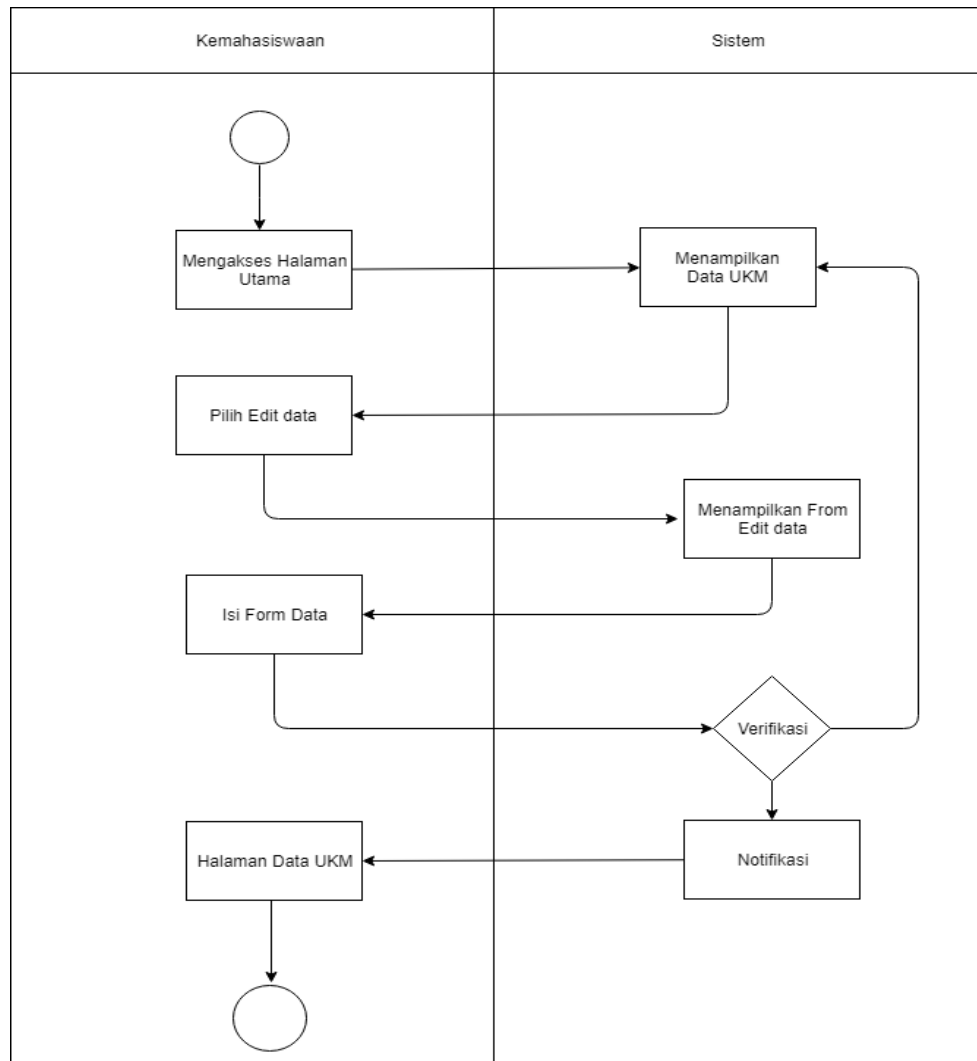 Kemahasiswaan
Sistem
Mengakses Halaman
Utama
Menampilkan
Data UKM
Pilih Edit data
Menampilkan From
Edit data
Isi Form Data
Verifikasi
Halaman Data UKM
Notifikasi